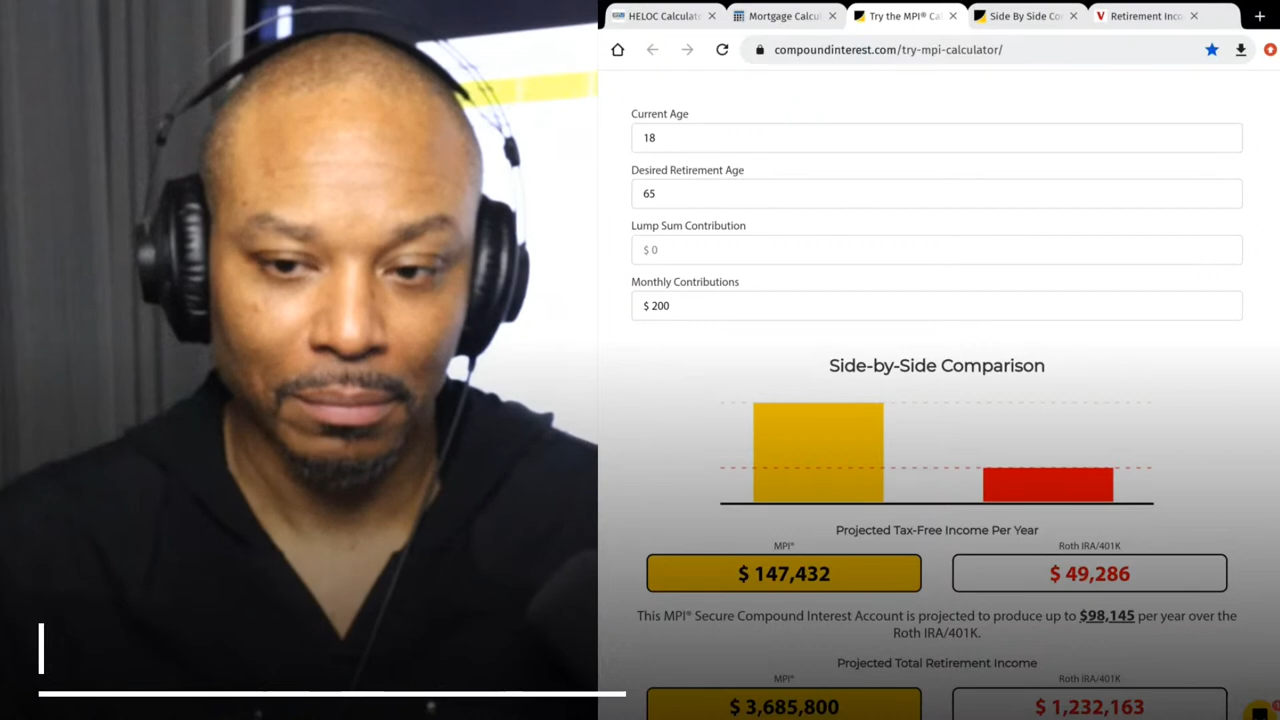 HELOC Calculat
Mortgage Calcu
Try the MPI® Ca
Side By Side Co
Retirement Inco
compoundinterest.com/try-mpi-calculator/
Current Age
18
Desired Retirement Age
65
Lump Sum Contribution
$ 0
Monthly Contributions
$ 200
Side-by-Side Comparison
Projected Tax-Free Income Per Year
MPI®
Roth IRA/401K
$ 147,432
$ 49,286
This MPI® Secure Compound Interest Account is projected to produce up to $98,145 per year over the
Roth IRA/401K.
Projected Total Retirement Income
MPI®
Roth IRA/401K
$ 3,685,800
$ 1,232,163